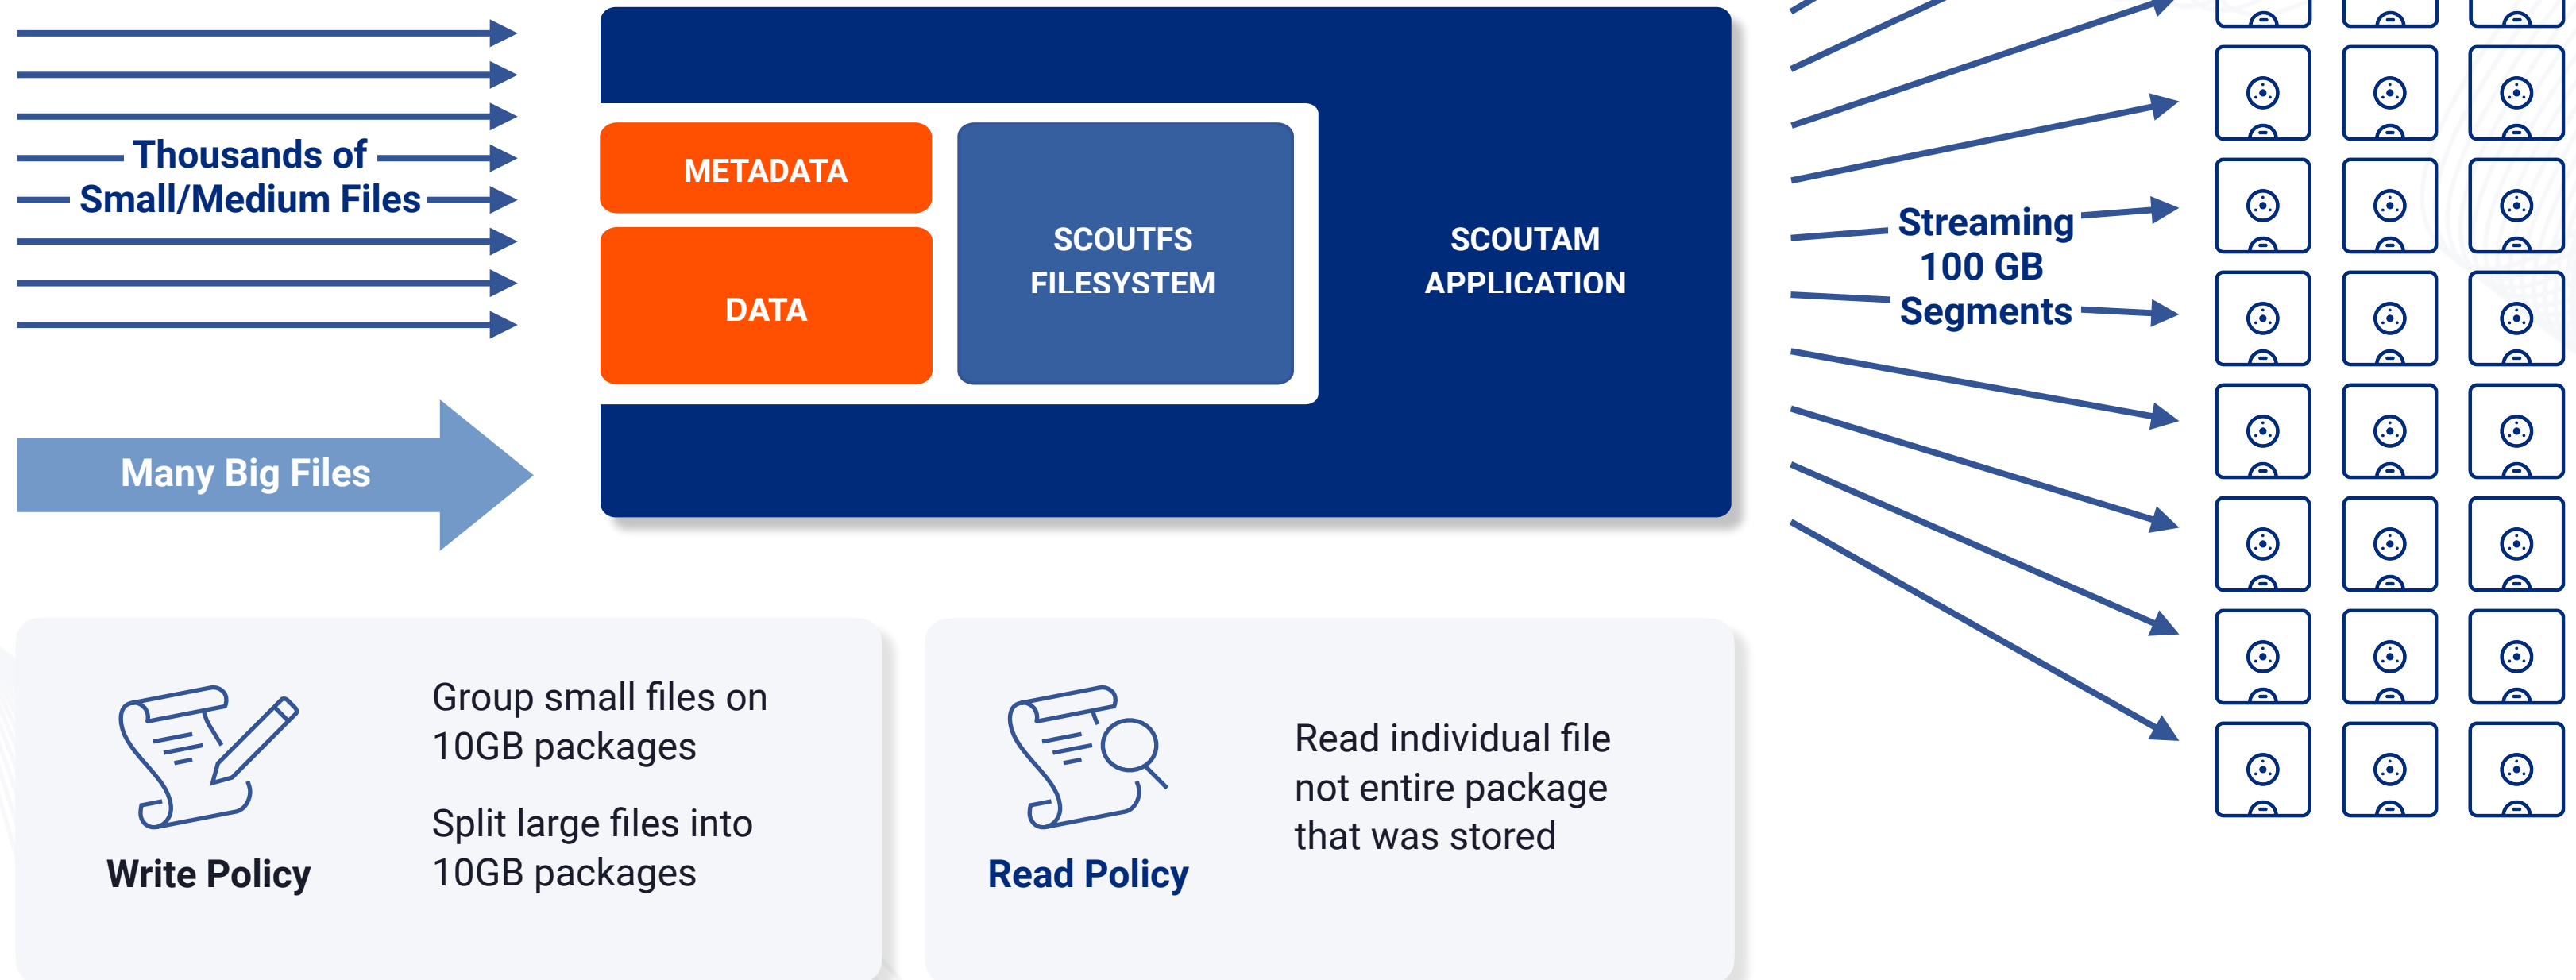 Thousands of
Small/Medium Files
Many Big Files
METADATA
DATA
SCOUTFS
FILESYSTEM
SCOUTAM
APPLICATION
Streaming
100 GB
Segments
Write Policy
Group small files on
10GB packages
Split large files into
10GB packages
Read Policy
Read individual file
not entire package
that was stored